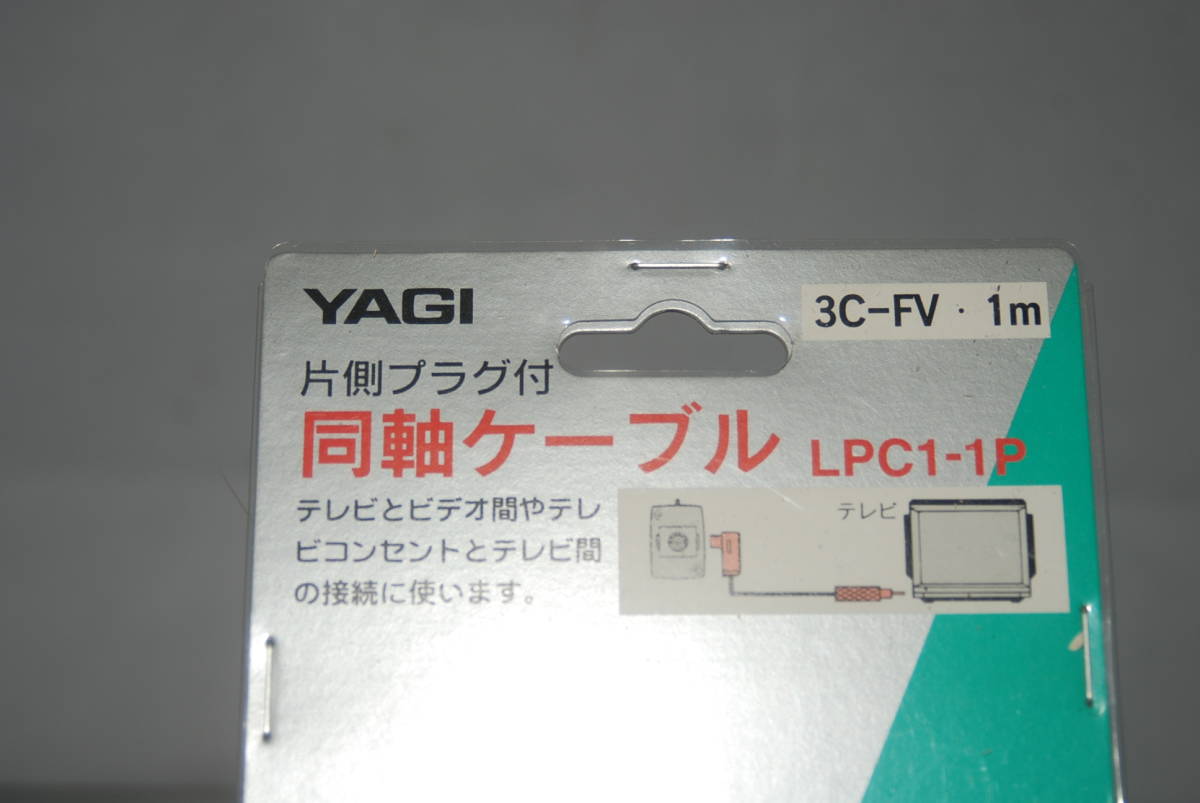 YAGI
3C-FV · 1m
片側プラグ付
同軸ケーブル LPC1-1P
テレビとビデオ間やテレ
ビコンセントとテレビ間
の接続に使います。
テレビ